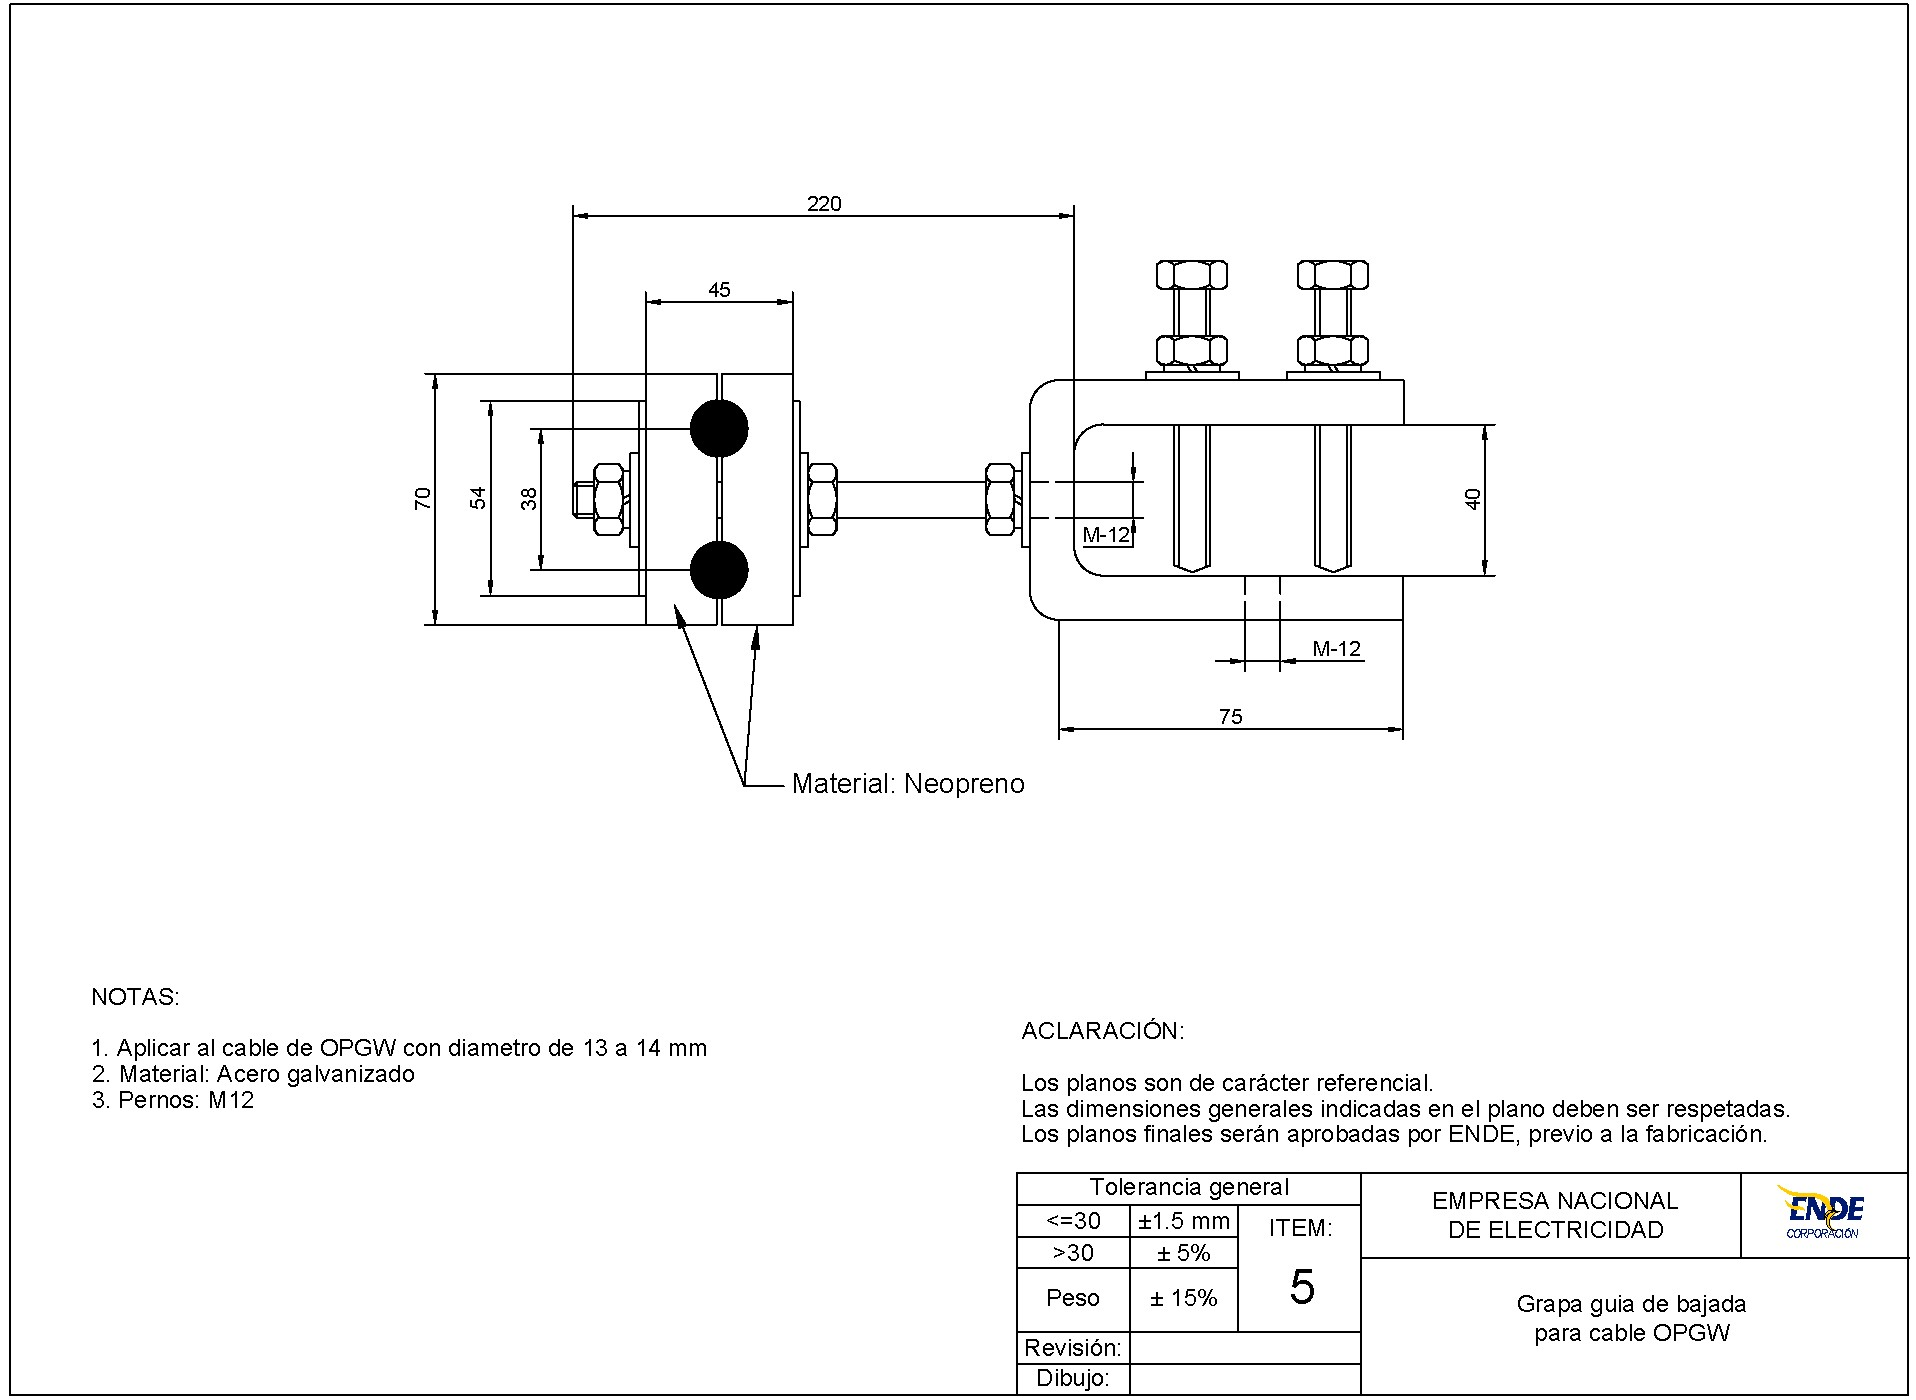 220
45
70
54
38
M-12
40
M-12
75
Material: Neopreno
NOTAS:
1. Aplicar al cable de OPGW con diametro de 13 a 14 mm
2. Material: Acero galvanizado
3. Pernos: M12
ACLARACIÓN:
Los planos son de carácter referencial.
Las dimensiones generales indicadas en el plano deben ser respetadas.
Los planos finales serán aprobadas por ENDE, previo a la fabricación.
Tolerancia general
<=30 ±1.5 mm
>30 ± 5%
Peso ± 15%
ITEM:
5
Revisión:
Dibujo:
EMPRESA NACIONAL
DE ELECTRICIDAD
ENDE
CORPORACIÓN
Grapa guia de bajada
para cable OPGW